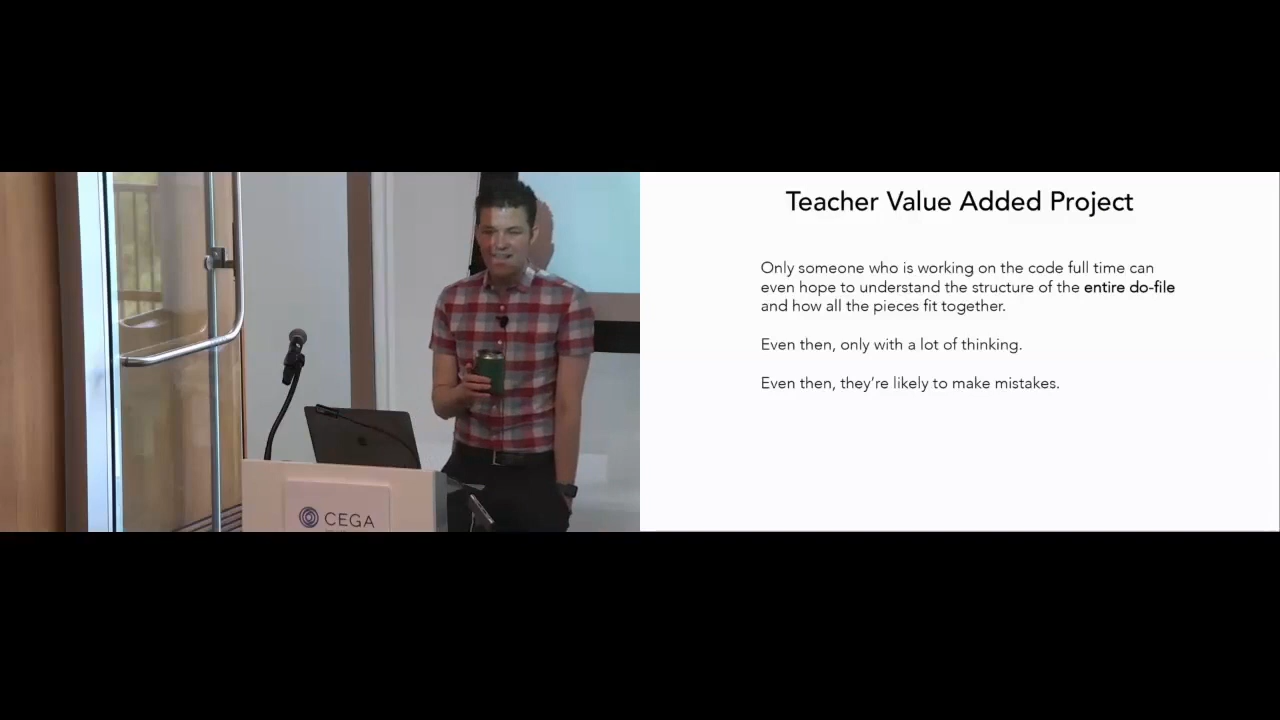 Teacher Value Added Project
Only someone who is working on the code full time can
even hope to understand the structure of the entire do-file
and how all the pieces fit together.
Even then, only with a lot of thinking.
Even then, they're likely to make mistakes.
CEGA